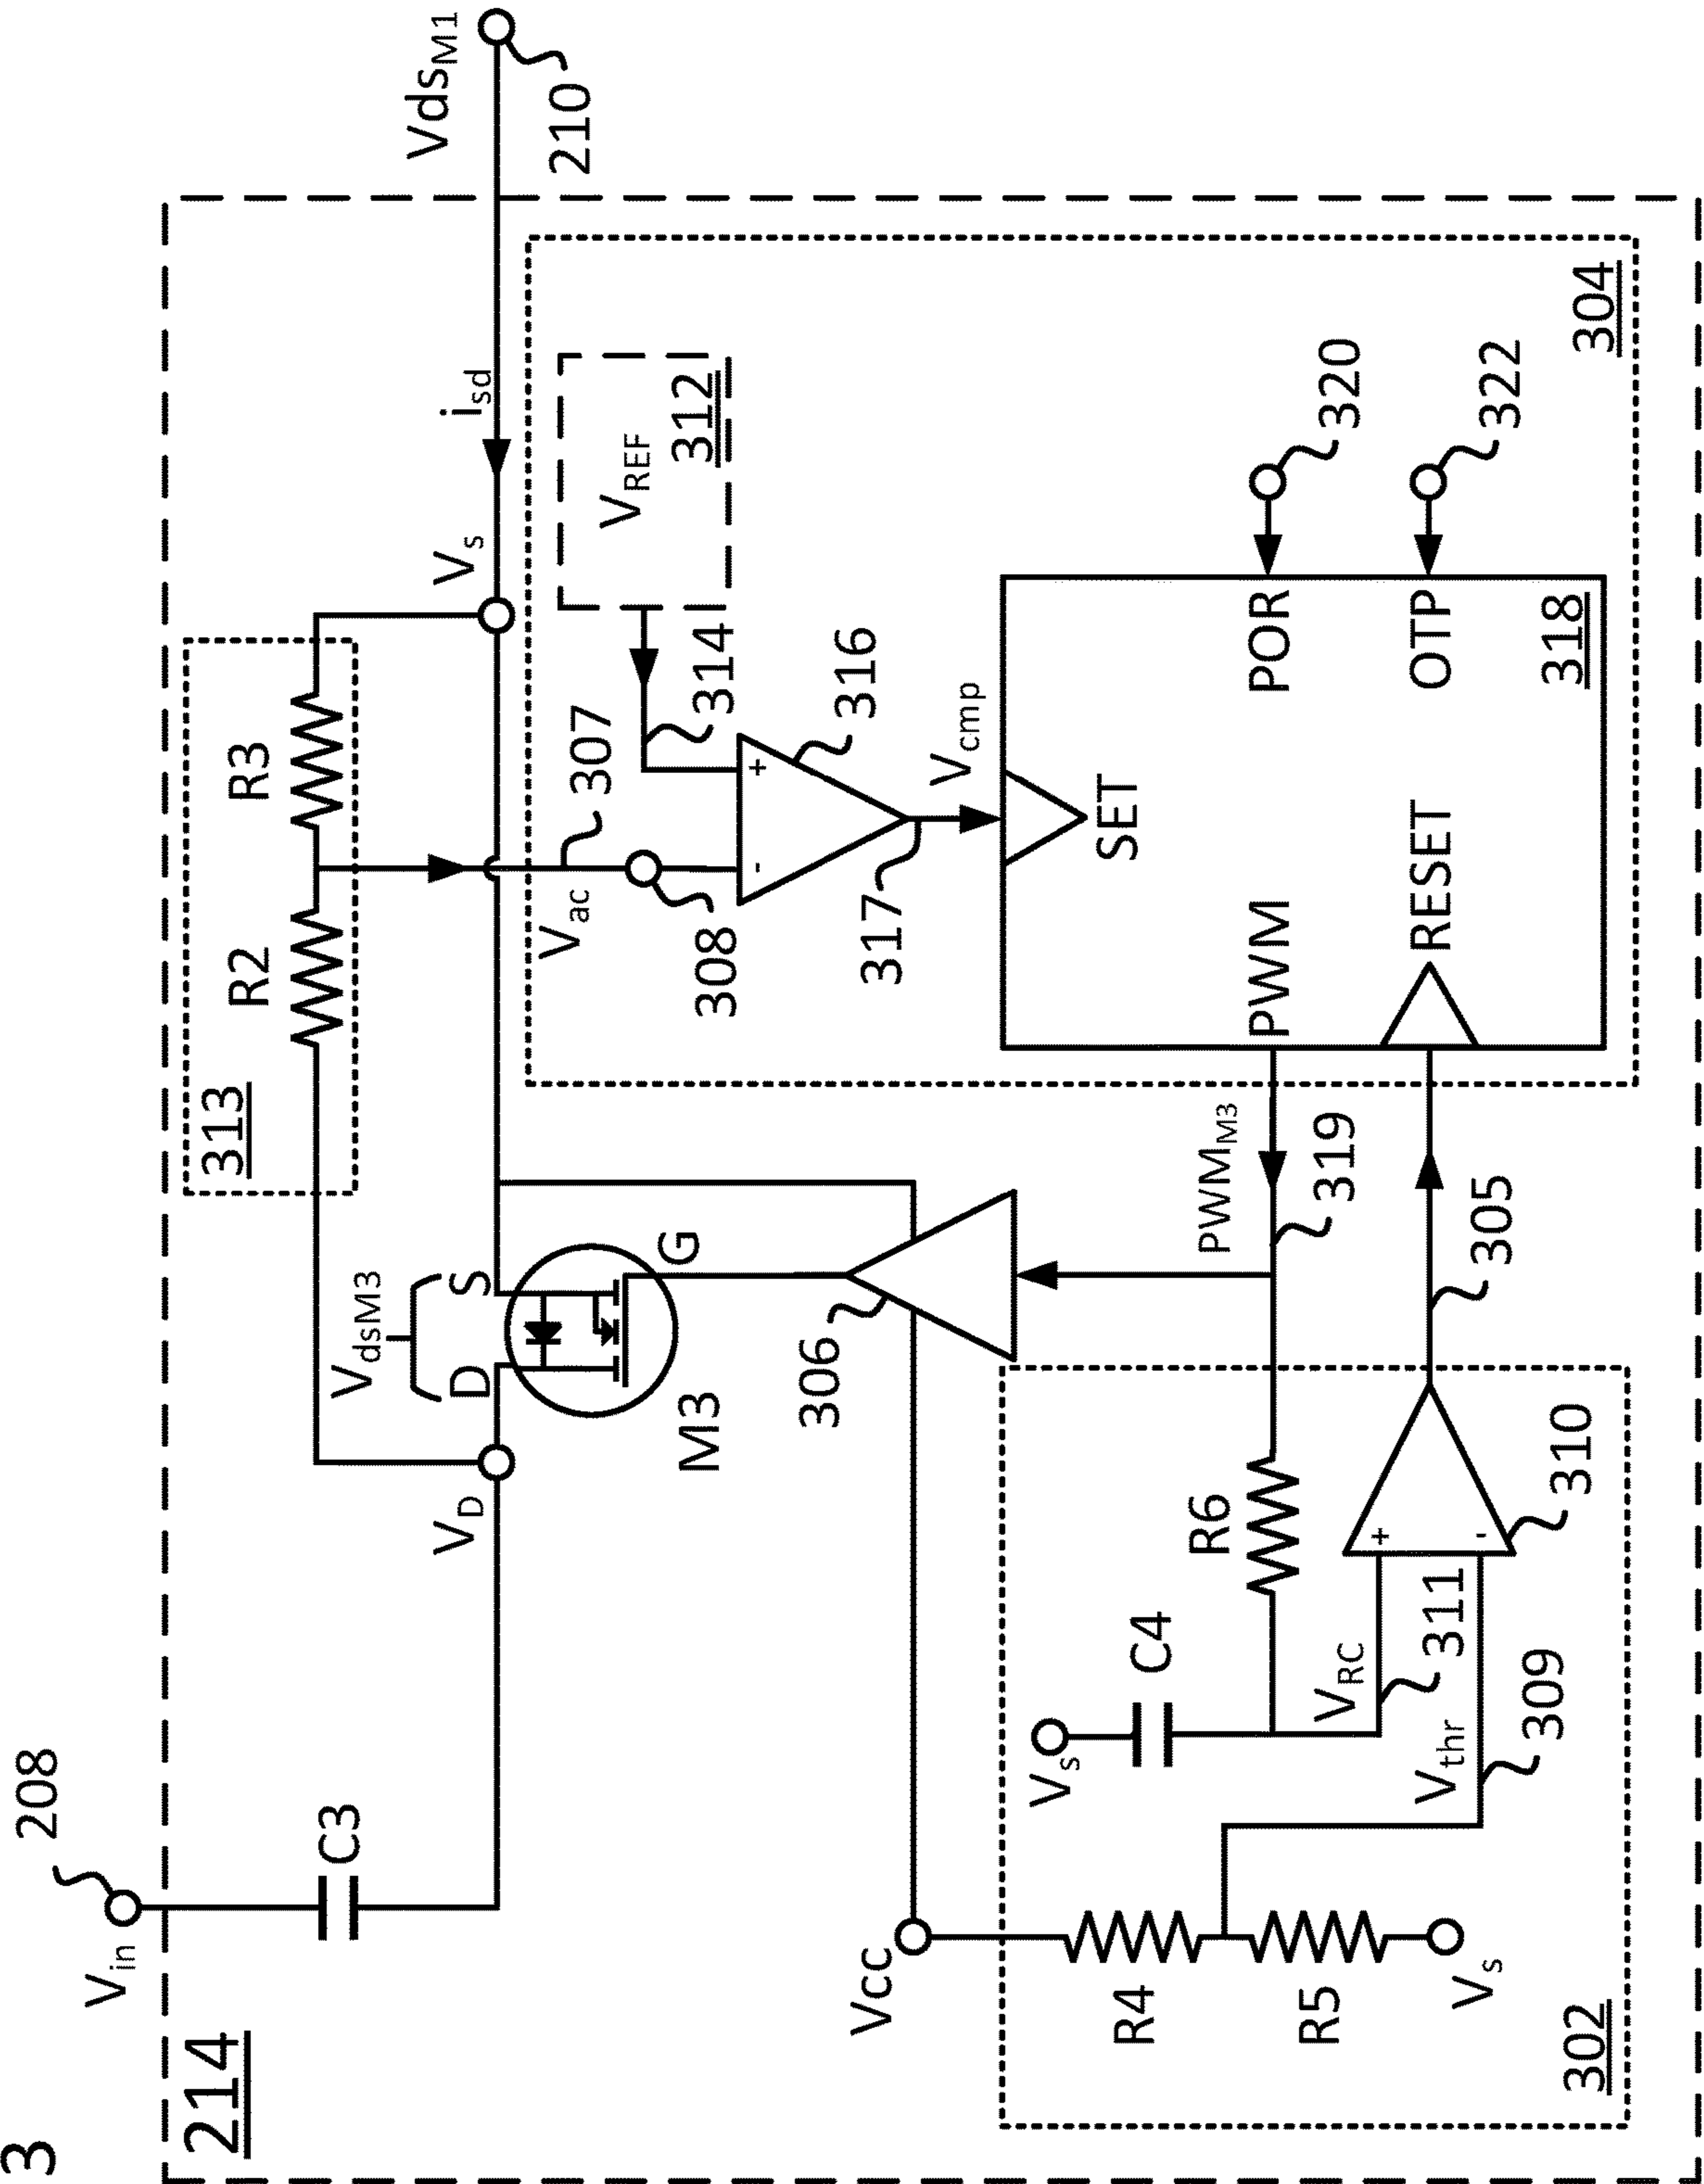 3
214
208
Vin
C3
VD
VdsM3
D
S
G
M3
313
R2
R3
Vs
isd
VdsM1
210
Vac
307
308
VREF
312
314
316
317
Vcmp
304
SET
PWM
RESET
POR
OTP
318
320
322
306
PWMM3
319
305
Vcc
R4
R5
Vs
302
Vs
C4
R6
VRC
311
Vthr
309
310
+
-
+
-